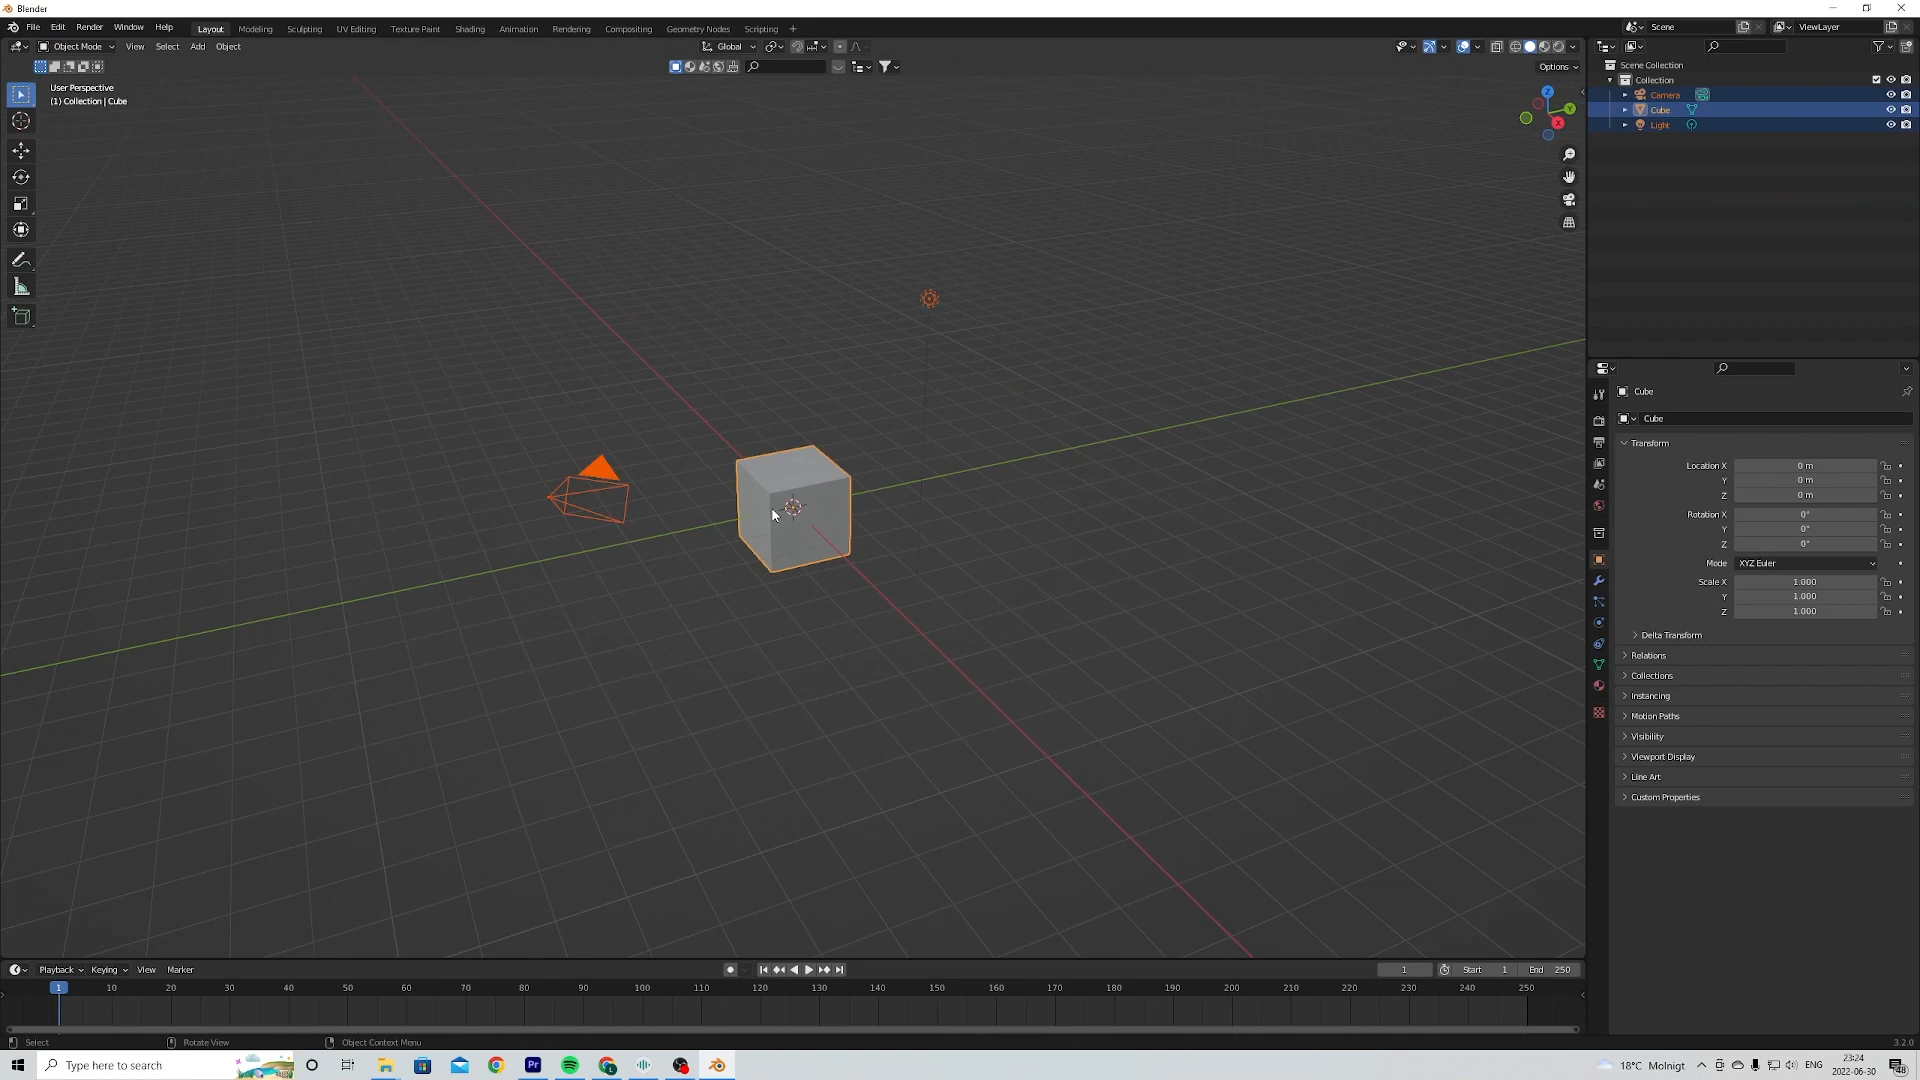 Blender
File Edit Render Window Help Layout Modeling Sculpting UV Editing Texture Paint Shading Animation Rendering Compositing Geometry Nodes Scripting + Scene ViewLayer
Object Mode View Select Add Object Global
Options
User Perspective
(1) Collection | Cube
Z
Y
X
Scene Collection
Collection
Camera
Cube
Light
Cube
Cube
Transform
Location X 0 m
Y 0 m
Z 0 m
Rotation X 0°
Y 0°
Z 0°
Mode XYZ Euler
Scale X 1.000
Y 1.000
Z 1.000
Delta Transform
Relations
Collections
Instancing
Motion Paths
Visibility
Viewport Display
Line Art
Custom Properties
Playback Keying View Marker 1 Start 1 End 250
1 10 20 30 40 50 60 70 80 90 100 110 120 130 140 150 160 170 180 190 200 210 220 230 240 250
Select Rotate View Object Context Menu 3.2.0
Type here to search Pr L 18°C Molnigt ENG 23:24
2022-06-30 48